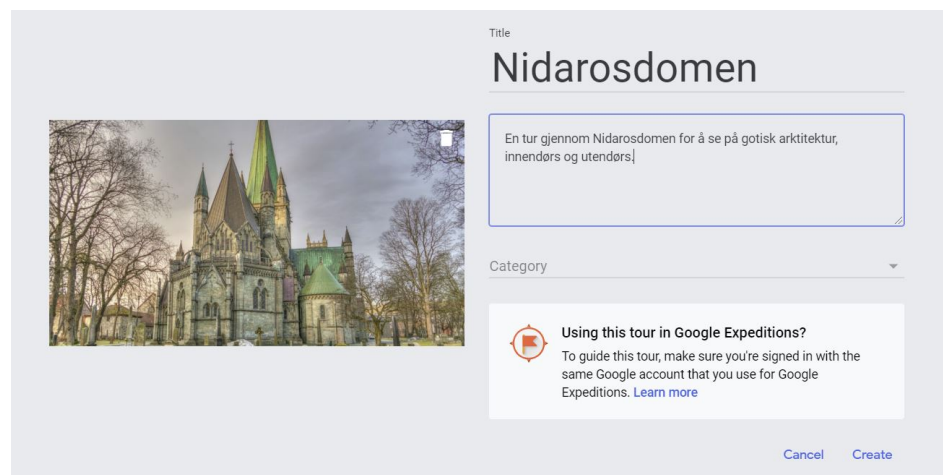 Title
Nidarosdomen
En tur gjennom Nidarosdomen for å se på gotisk arktitektur,
innendørs og utendørs.
Category
Using this tour in Google Expeditions?
To guide this tour, make sure you're signed in with the
same Google account that you use for Google
Expeditions. Learn more
Cancel Create